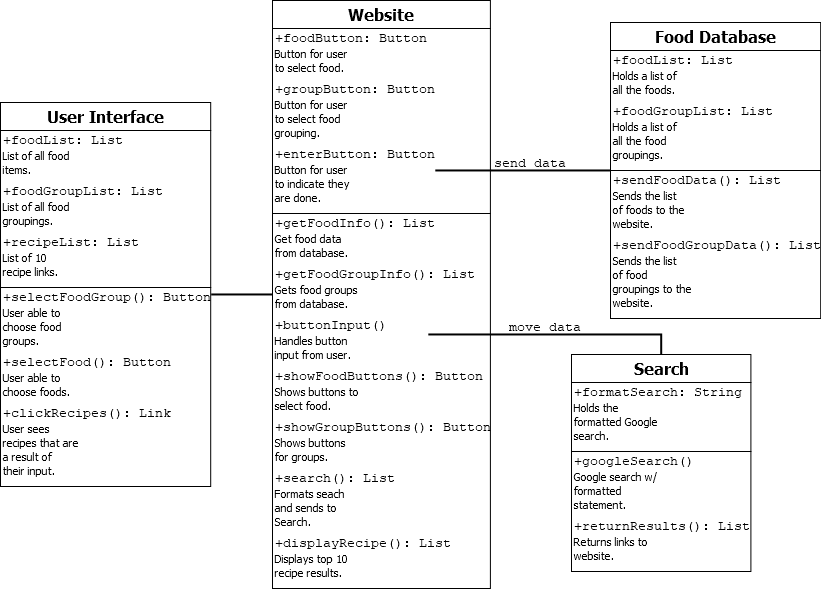 User Interface
+foodList: List
List of all food
items.
+foodGroupList: List
List of all food
groupings.
+recipeList: List
List of 10
recipe links.
+selectFoodGroup(): Button
User able to
choose food
groups.
+selectFood(): Button
User able to
choose foods.
+clickRecipes(): Link
User sees
recipes that are
a result of
their input.
Website
+foodButton: Button
Button for user
to select food.
+groupButton: Button
Button for user
to select food
grouping.
+enterButton: Button
Button for user
to indicate they
are done.
+getFoodInfo(): List
Get food data
from database.
+getFoodGroupInfo(): List
Gets food groups
from database.
+buttonInput()
Handles button
input from user.
+showFoodButtons(): Button
Shows buttons to
select food.
+showGroupButtons(): Button
Shows buttons
for groups.
+search(): List
Formats seach
and sends to
Search.
+displayRecipe(): List
Displays top 10
recipe results.
send data
move data
Food Database
+foodList: List
Holds a list of
all the foods.
+foodGroupList: List
Holds a list of
all the food
groupings.
+sendFoodData(): List
Sends the list
of foods to the
website.
+sendFoodGroupData(): List
Sends the list
of food
groupings to the
website.
Search
+formatSearch: String
Holds the
formatted Google
search.
+googleSearch()
Google search w/
formatted
statement.
+returnResults(): List
Returns links to
website.